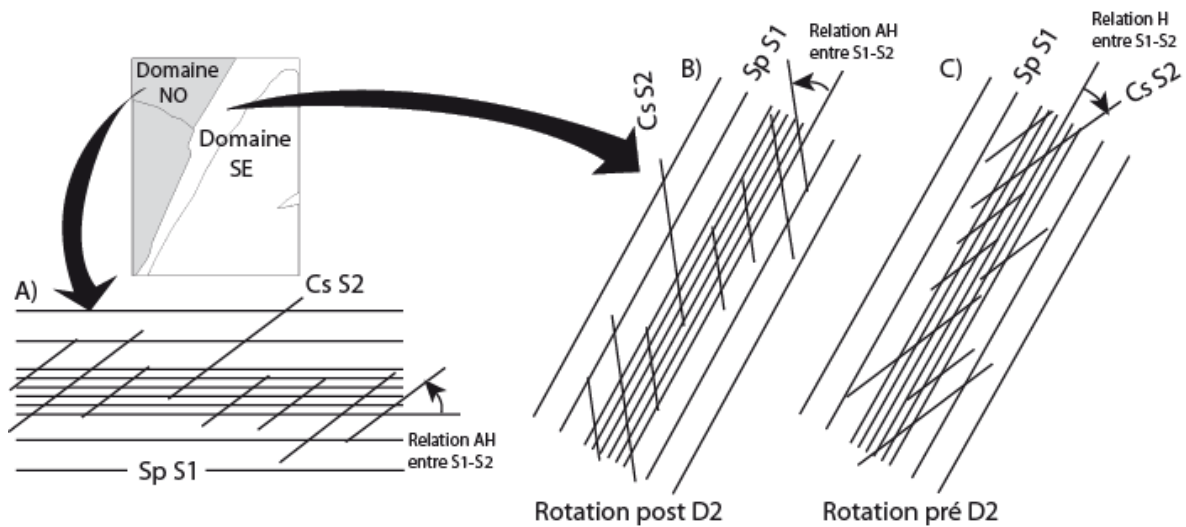 Domaine
NO
Domaine
SE
A)
Cs S2
Relation AH
entre S1-S2
Sp S1
B)
Cs S2
Sp S1
Relation AH
entre S1-S2
Rotation post D2
C)
Sp S1
Relation H
entre S1-S2
Cs S2
Rotation pré D2